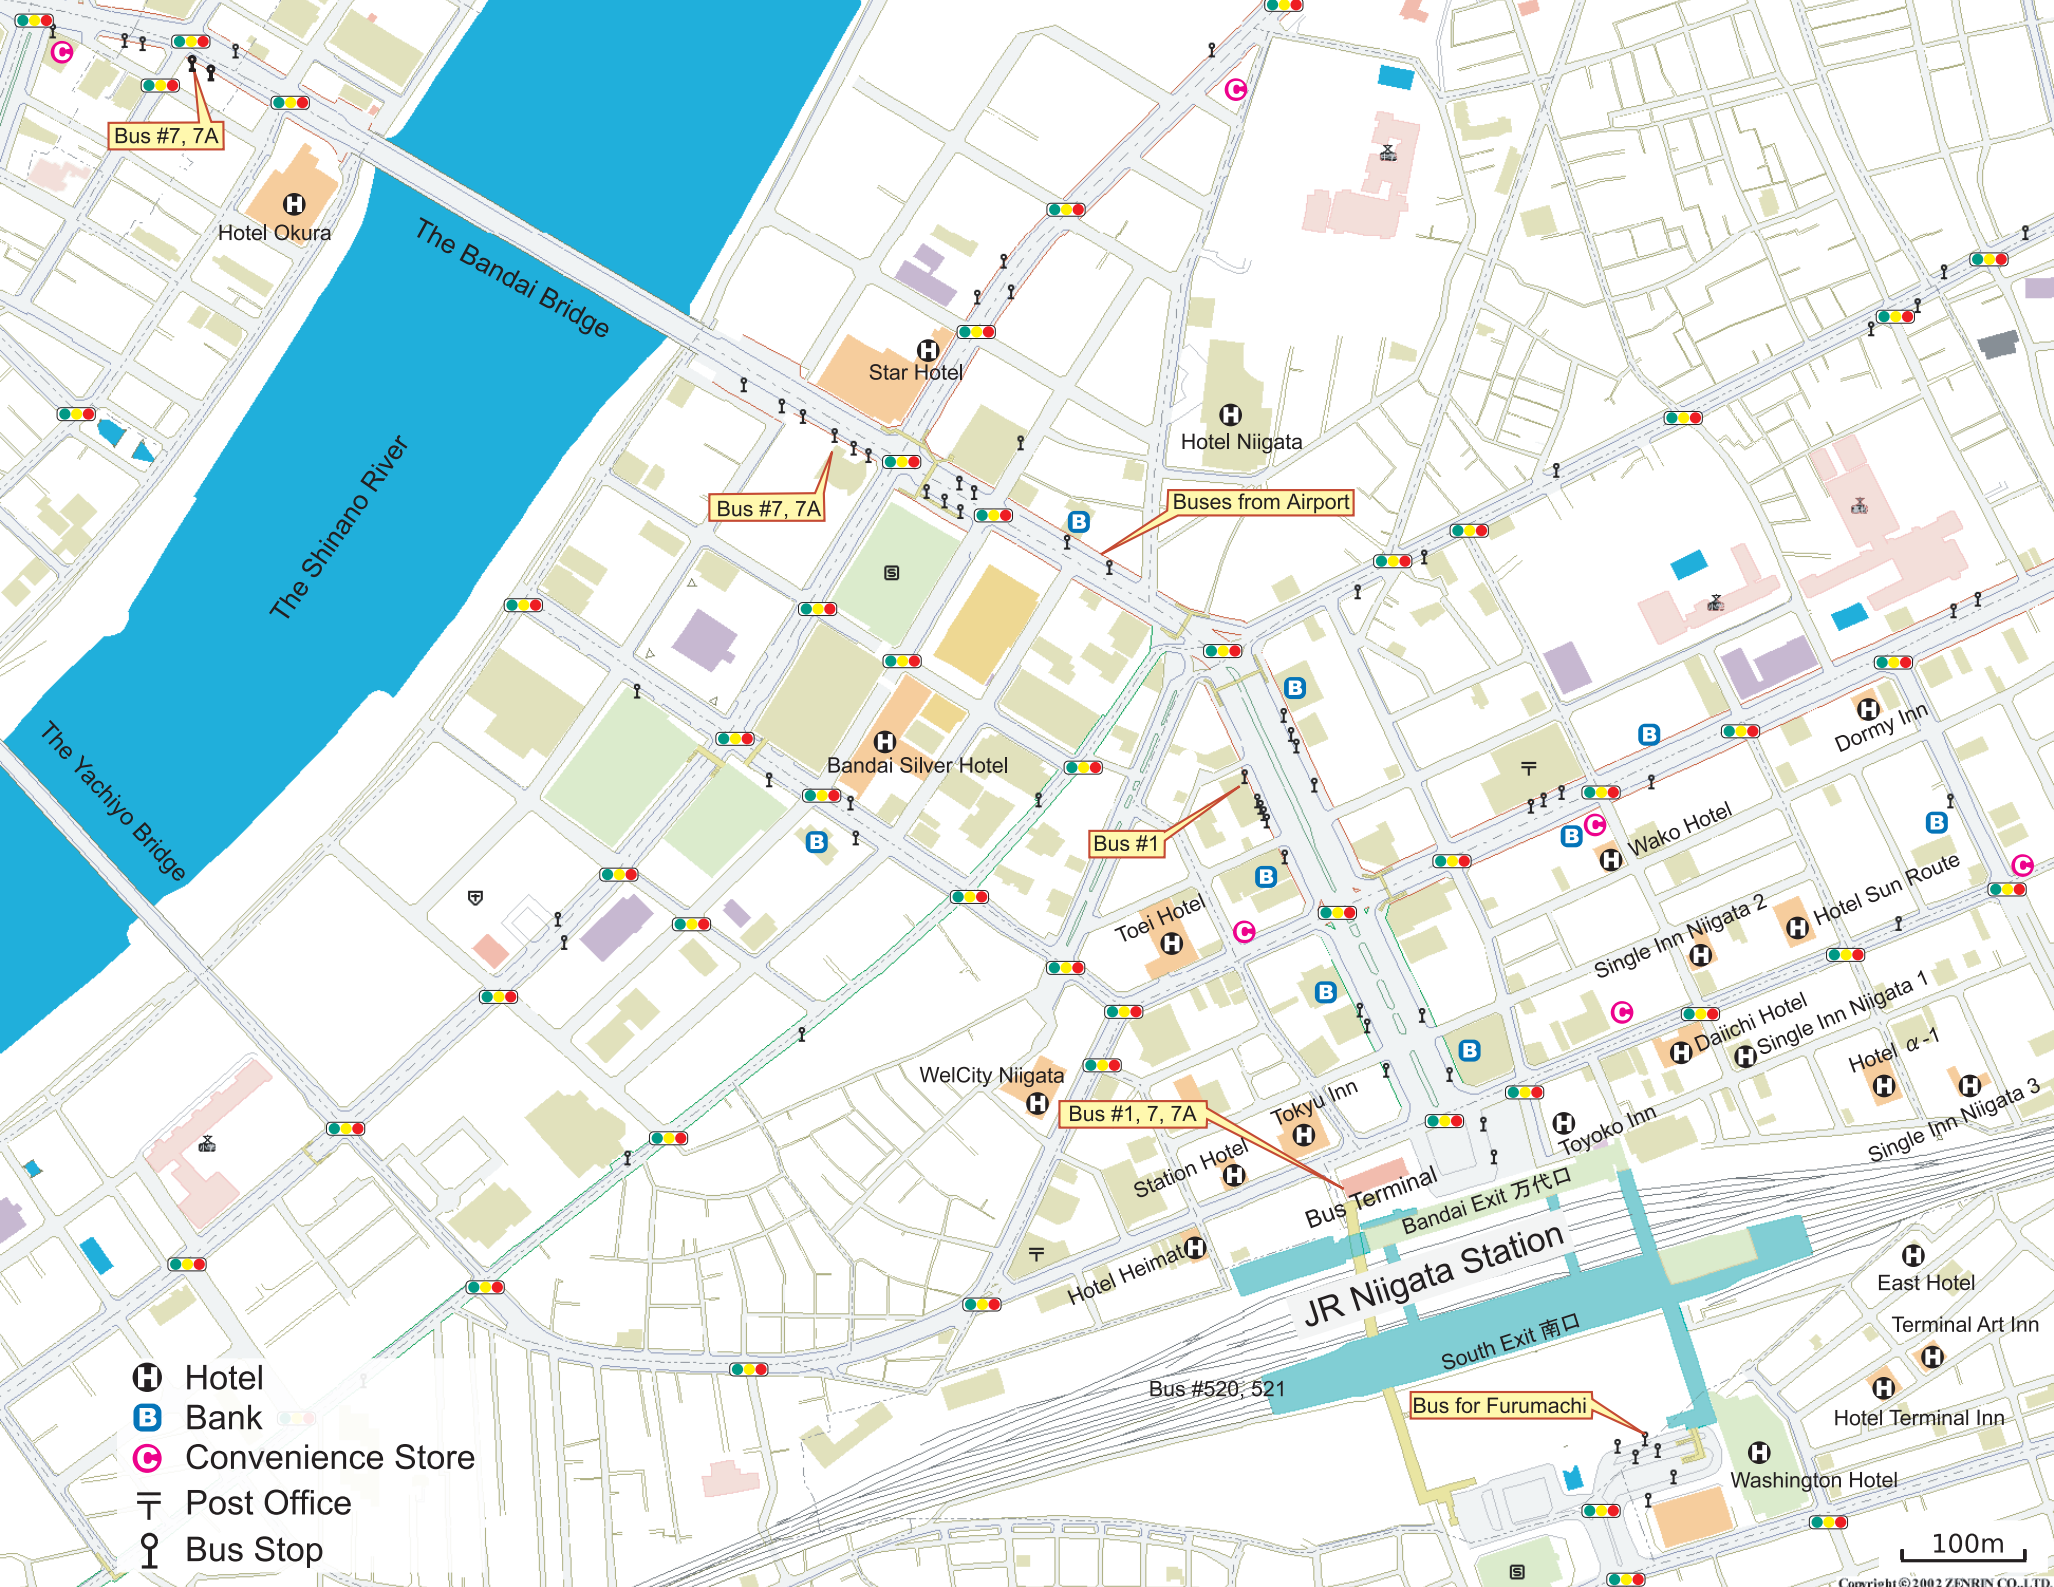 Bus #7, 7A
Hotel Okura
The Bandai Bridge
Star Hotel
Hotel Niigata
Bus #7, 7A
Buses from Airport
B
S
The Shinano River
The Yachiyo Bridge
B
B
Dormy Inn
Bandai Silver Hotel
B
Bus #1
B
B
Wako Hotel
B
Toei Hotel
Hotel Sun Route
Single Inn Niigata 2
B
B
Daiichi Hotel
Single Inn Niigata 1
Hotel α-1
WelCity Niigata
Bus #1, 7, 7A
Tokyu Inn
Toyoko Inn
Single Inn Niigata 3
Station Hotel
Bus Terminal
Bandai Exit 万代口
Hotel Heimat
JR Niigata Station
East Hotel
South Exit 南口
Terminal Art Inn
Bus #520, 521
Bus for Furumachi
Hotel Terminal Inn
Washington Hotel
H Hotel
B Bank
C Convenience Store
〒 Post Office
Bus Stop
S
100m
Copyright © 2002 ZENRIN CO.,LTD